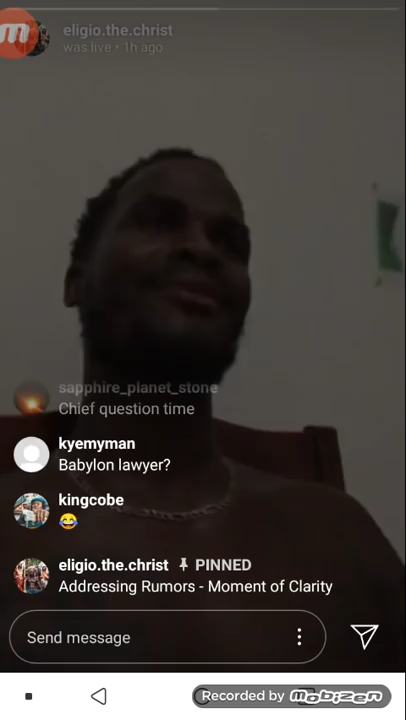 eligio.the.christ
was live • 1h ago
sapphire_planet_stone
Chief question time
kyemyman
Babylon lawyer?
kingcobe
😂
eligio.the.christ PINNED
Addressing Rumors - Moment of Clarity
Send message
Recorded by mobizen